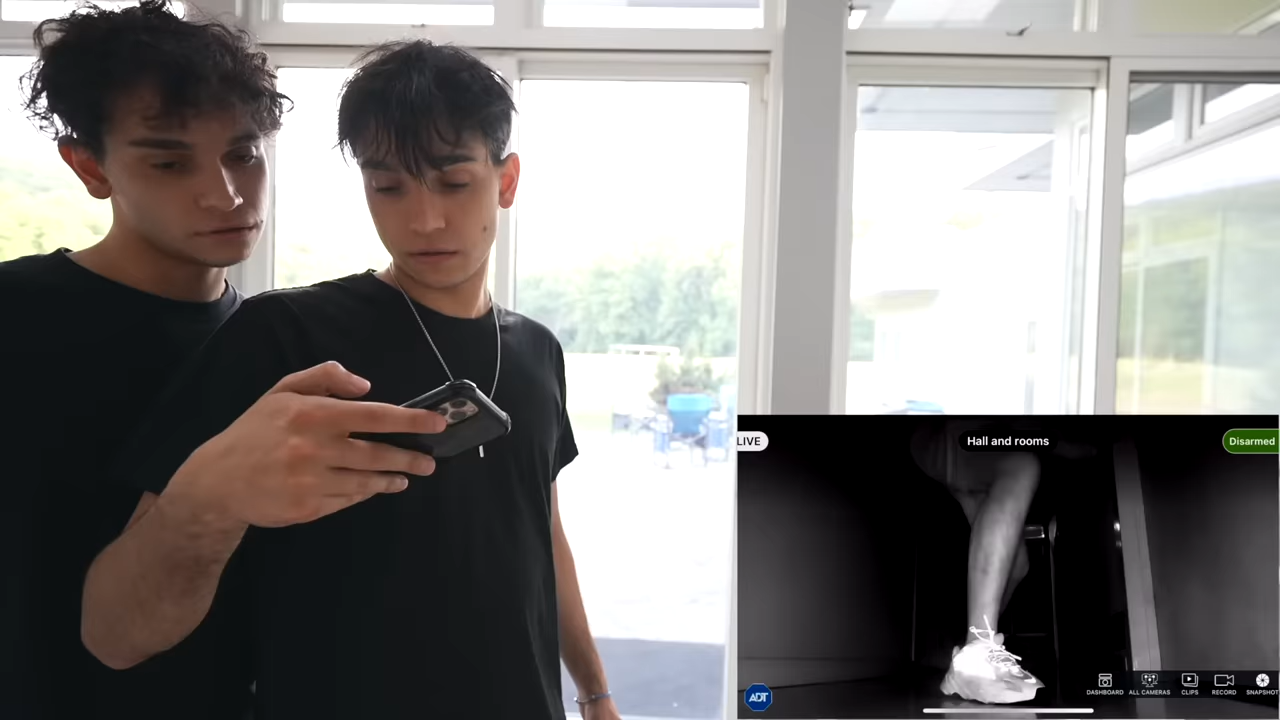 LIVE
Hall and rooms
Disarmed
ADT
DASHBOARD
ALL CAMERAS
CLIPS
RECORD
SNAPSHOT